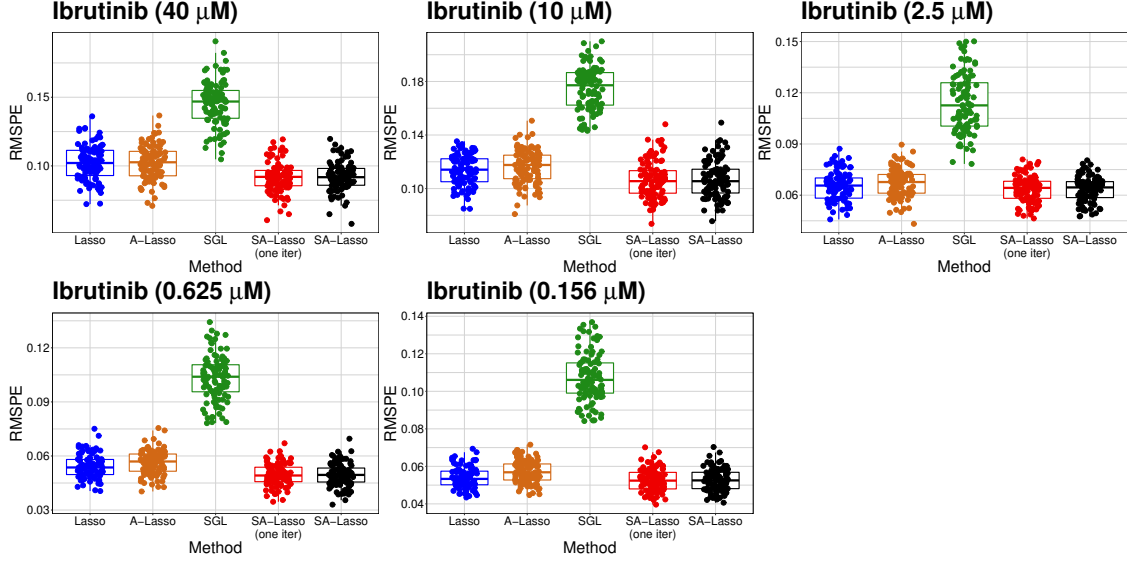 Ibrutinib (40 μM)
RMSPE
0.15
0.10
Lasso A−Lasso SGL SA−Lasso SA−Lasso
(one iter)
Method
Ibrutinib (10 μM)
RMSPE
0.18
0.14
0.10
Lasso A−Lasso SGL SA−Lasso SA−Lasso
(one iter)
Method
Ibrutinib (2.5 μM)
RMSPE
0.15
0.12
0.09
0.06
Lasso A−Lasso SGL SA−Lasso SA−Lasso
(one iter)
Method
Ibrutinib (0.625 μM)
RMSPE
0.12
0.09
0.06
0.03
Lasso A−Lasso SGL SA−Lasso SA−Lasso
(one iter)
Method
Ibrutinib (0.156 μM)
RMSPE
0.14
0.12
0.10
0.08
0.06
0.04
Lasso A−Lasso SGL SA−Lasso SA−Lasso
(one iter)
Method